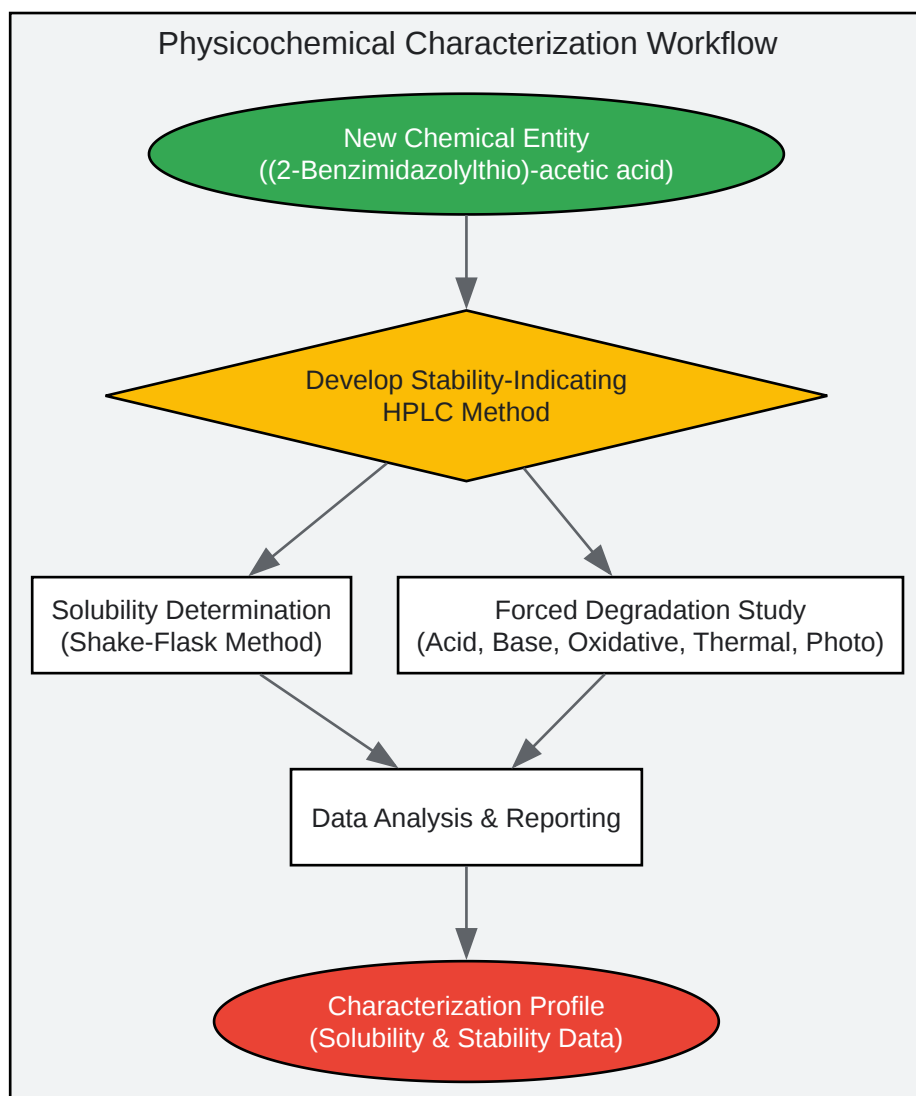 Physicochemical Characterization Workflow
New Chemical Entity
((2-Benzimidazolylthio)-acetic acid)
Develop Stability-Indicating
HPLC Method
Solubility Determination
(Shake-Flask Method)
Forced Degradation Study
(Acid, Base, Oxidative, Thermal, Photo)
Data Analysis & Reporting
Characterization Profile
(Solubility & Stability Data)